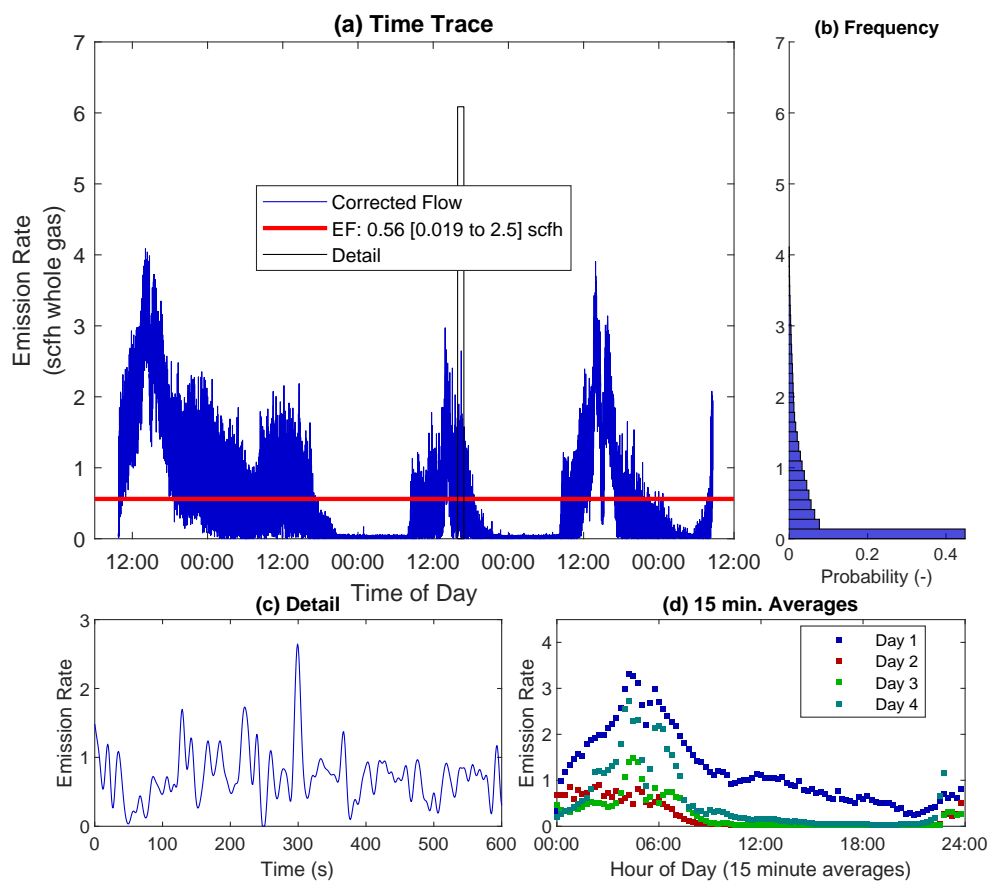 (a) Time Trace
7
6
5
4
3
2
1
0
Emission Rate
(scfh whole gas)
Corrected Flow
EF: 0.56 [0.019 to 2.5] scfh
Detail
12:00 00:00 12:00 00:00 12:00 00:00 12:00 00:00 12:00
Time of Day
(b) Frequency
7
6
5
4
3
2
1
0
0 0.2 0.4
Probability (-)
(c) Detail
3
2
1
0
Emission Rate
0 100 200 300 400 500 600
Time (s)
(d) 15 min. Averages
4
3
2
1
0
Emission Rate
Day 1
Day 2
Day 3
Day 4
00:00 06:00 12:00 18:00 24:00
Hour of Day (15 minute averages)